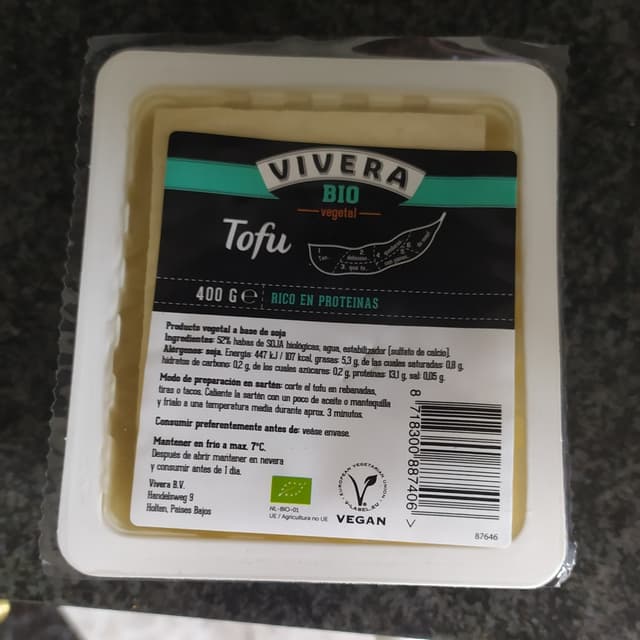 VIVERA
BIO
vegetal
Tofu
400 G ℮ RICO EN PROTEINAS
Producto vegetal a base de soja
Ingredientes: 52% habas de SOJA biológicas, agua, estabilizador (sulfato de calcio).
Alérgenos: soja. Energía: 447 kJ / 107 kcal, grasas: 5,3 g, de las cuales saturadas: 0,8 g,
hidratos de carbono: 0,2 g, de los cuales azúcares: 0,2 g, proteínas: 13,1 g, sal: 0,05 g.
Modo de preparación en sartén: corte el tofu en rebanadas,
tiras o tacos. Caliente la sartén con un poco de aceite o mantequilla
y fríalo a una temperatura media durante aprox. 3 minutos.
Consumir preferentemente antes de: veáse envase.
Mantener en frío a max. 7°C.
Después de abrir mantener en nevera
y consumir antes de 1 día.
Vivera B.V.
Handelsweg 9
Holten, Paises Bajos
NL-BIO-01
UE / Agricultura no UE
EUROPEAN VEGETARIAN UNION
V-LABEL.EU
VEGAN
8 718300 887406 >
87646